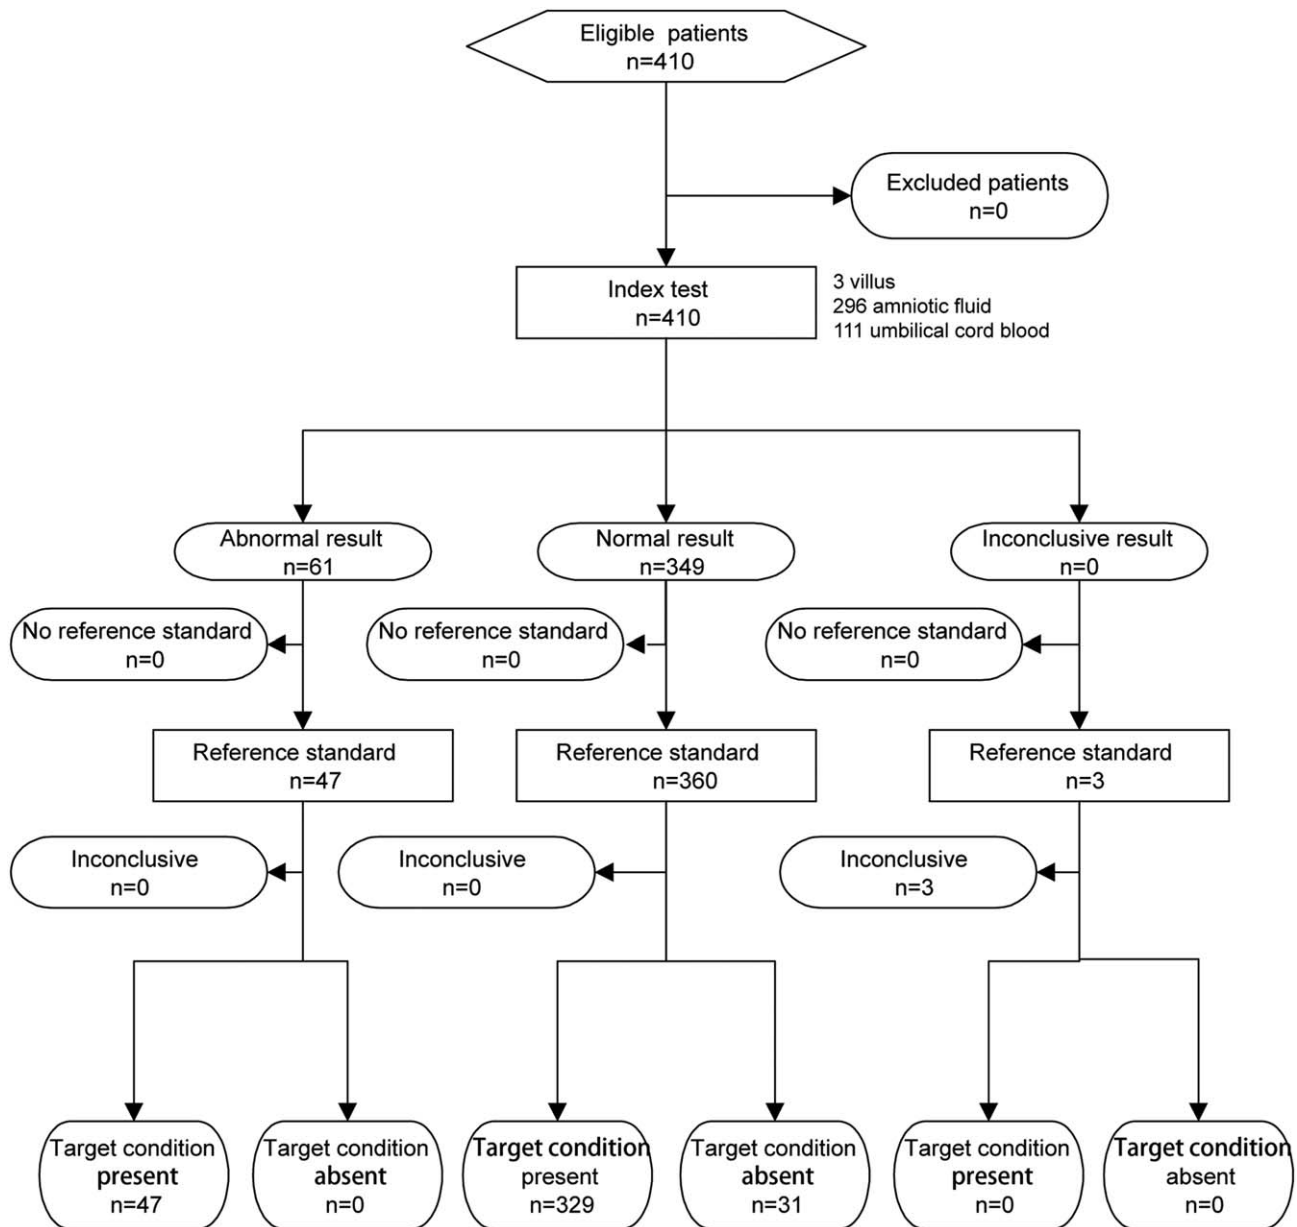 Eligible patients
n=410
Excluded patients
n=0
Index test
n=410
3 villus
296 amniotic fluid
111 umbilical cord blood
Abnormal result
n=61
Normal result
n=349
Inconclusive result
n=0
No reference standard
n=0
No reference standard
n=0
No reference standard
n=0
Reference standard
n=47
Reference standard
n=360
Reference standard
n=3
Inconclusive
n=0
Inconclusive
n=0
Inconclusive
n=3
Target condition
present
n=47
Target condition
absent
n=0
Target condition
present
n=329
Target condition
absent
n=31
Target condition
present
n=0
Target condition
absent
n=0